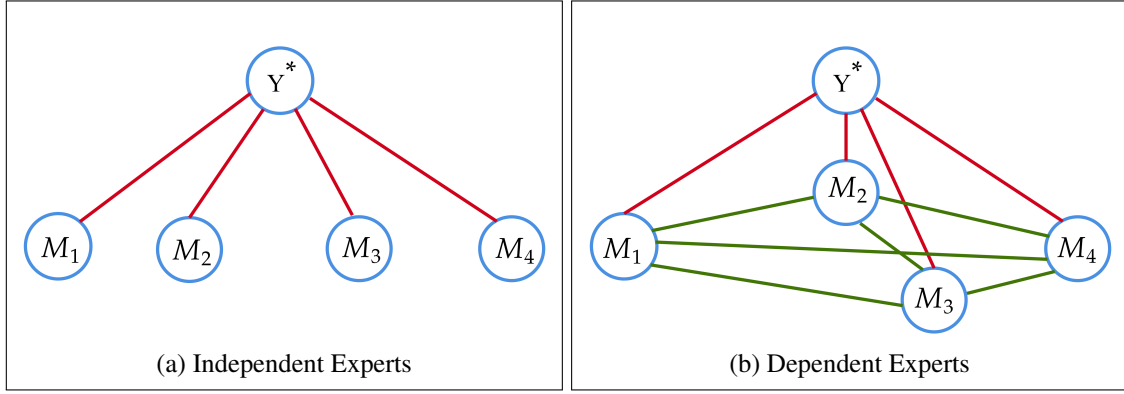 Y*
M₁
M₂
M₃
M₄
(a) Independent Experts
Y*
M₂
M₁
M₄
M₃
(b) Dependent Experts